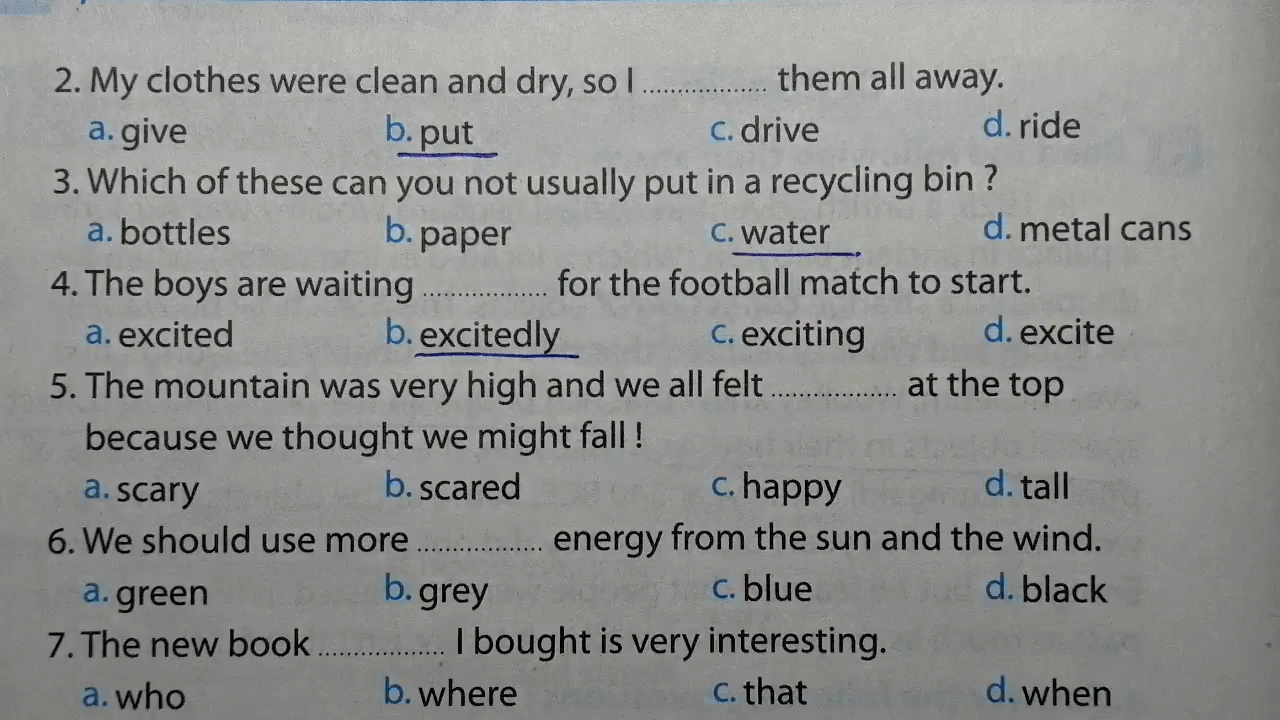 2. My clothes were clean and dry, so I .................. them all away.
a. give b. put c. drive d. ride
3. Which of these can you not usually put in a recycling bin ?
a. bottles b. paper c. water d. metal cans
4. The boys are waiting .................. for the football match to start.
a. excited b. excitedly c. exciting d. excite
5. The mountain was very high and we all felt .................. at the top
because we thought we might fall !
a. scary b. scared c. happy d. tall
6. We should use more .................. energy from the sun and the wind.
a. green b. grey c. blue d. black
7. The new book .................. I bought is very interesting.
a. who b. where c. that d. when